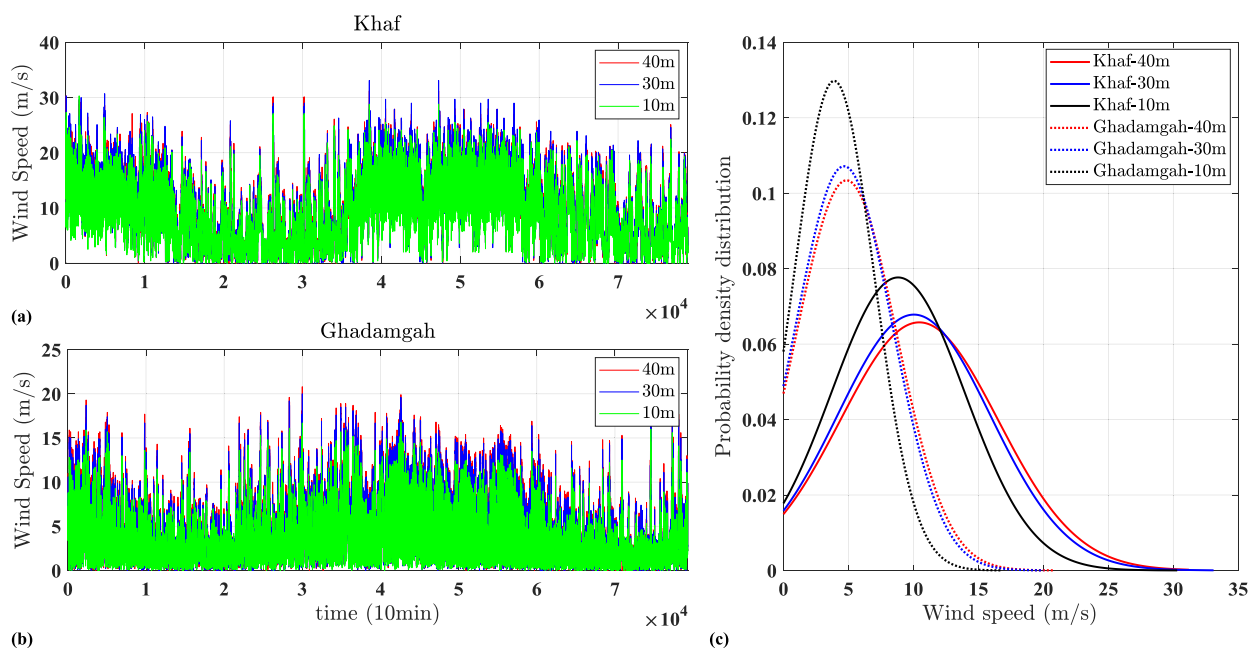 Khaf
Wind Speed (m/s)
40
30
20
10
0
40m
30m
10m
0 1 2 3 4 5 6 7
×10⁴
(a)
Ghadamgah
Wind Speed (m/s)
25
20
15
10
5
0
40m
30m
10m
0 1 2 3 4 5 6 7
time (10min)
×10⁴
(b)
Probability density distribution
0.14
0.12
0.1
0.08
0.06
0.04
0.02
0
Khaf-40m
Khaf-30m
Khaf-10m
Ghadamgah-40m
Ghadamgah-30m
Ghadamgah-10m
0 5 10 15 20 25 30 35
Wind speed (m/s)
(c)